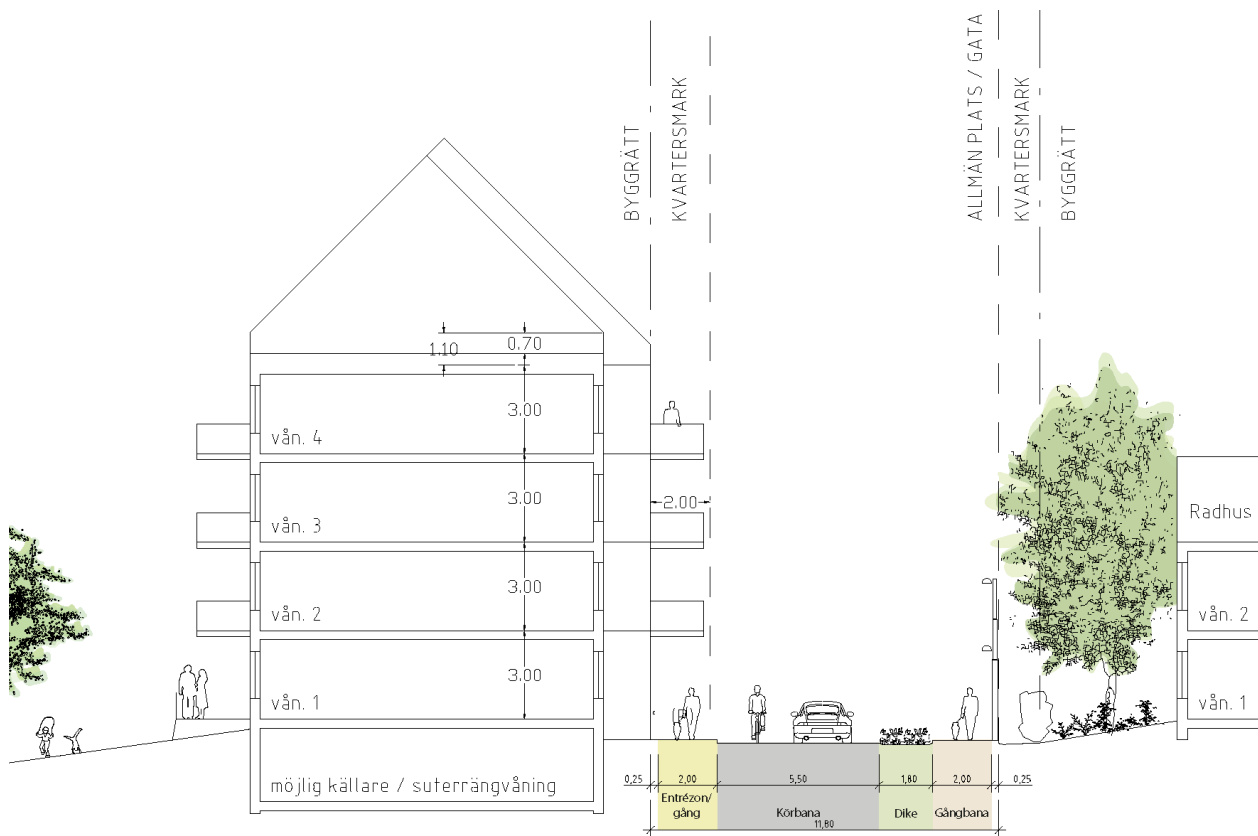 BYGGRÄTT
KVARTERSMARK
ALLMÄN PLATS / GATA
KVARTERSMARK
BYGGRÄTT
1.10
0.70
3.00
vån. 4
3.00
vån. 3
2.00
3.00
vån. 2
3.00
vån. 1
möjlig källare / suterrängvåning
Radhus
vån. 2
vån. 1
0,25
2,00
5,50
1,80
2,00
0,25
Entrézon/
gång
Körbana
Dike
Gångbana
11,80